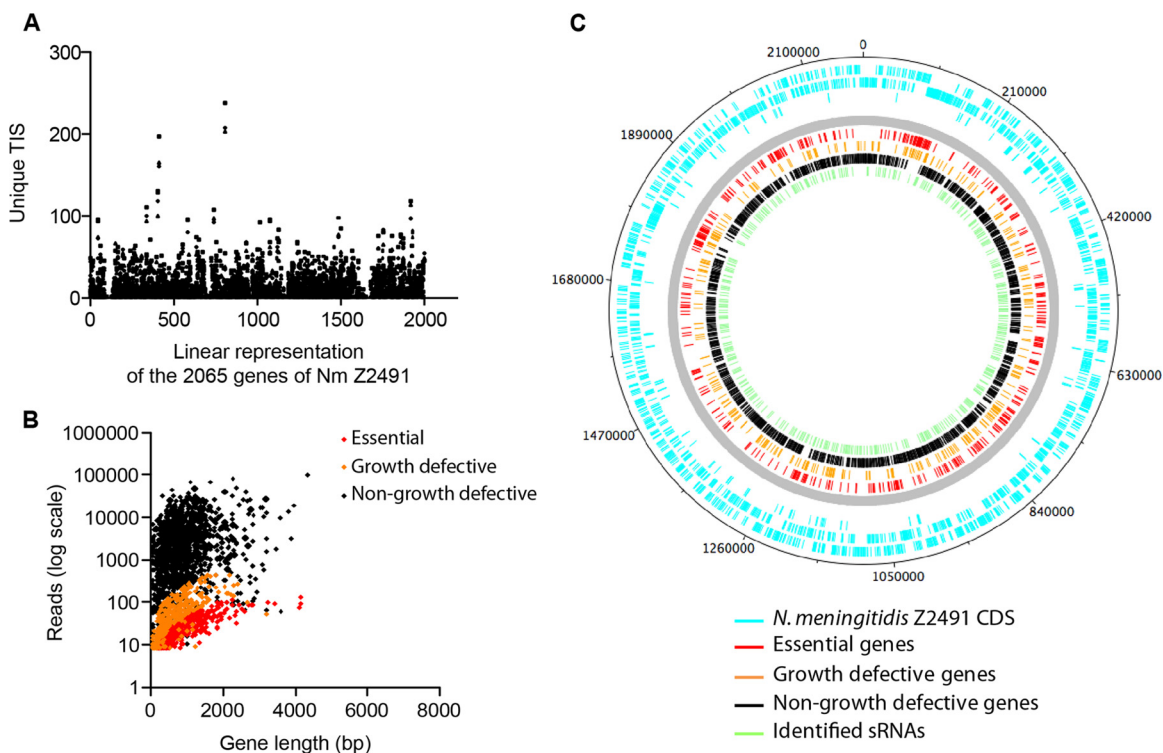 A
300
200
100
0
Unique TIS
0 500 1000 1500 2000
Linear representation
of the 2065 genes of Nm Z2491
B
1000000
100000
10000
1000
100
10
1
Reads (log scale)
0 2000 4000 6000 8000
Gene length (bp)
Essential
Growth defective
Non-growth defective
C
0
210000
420000
630000
840000
1050000
1260000
1470000
1680000
1890000
2100000
N. meningitidis Z2491 CDS
Essential genes
Growth defective genes
Non-growth defective genes
Identified sRNAs